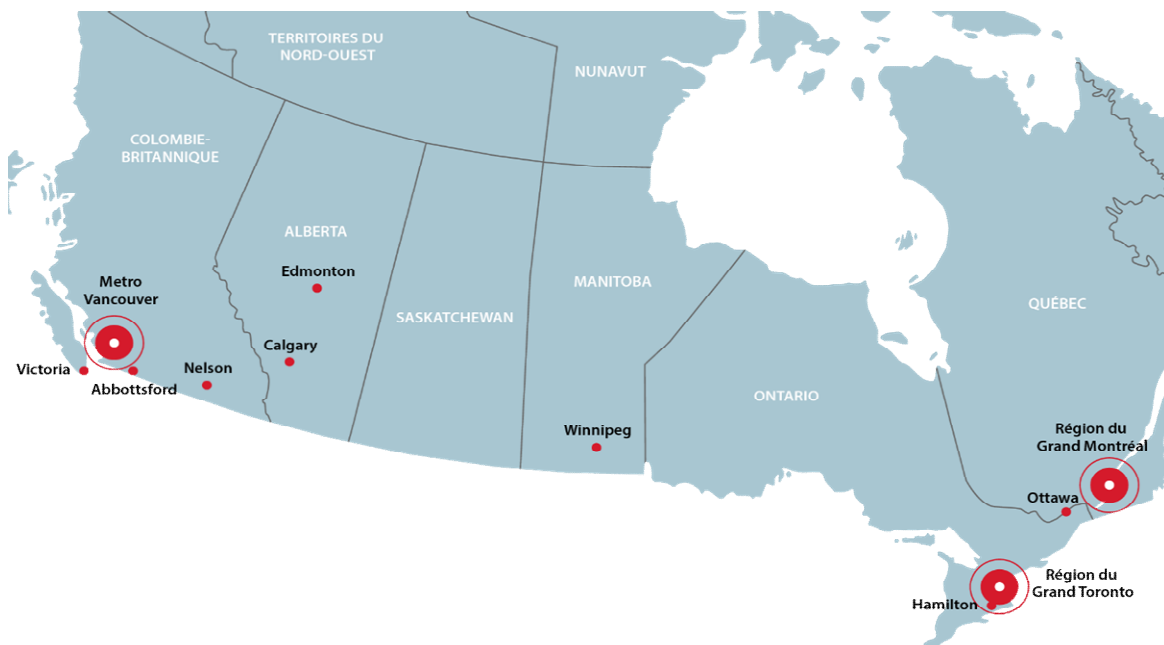 TERRITOIRES DU
NORD-OUEST
NUNAVUT
COLOMBIE-
BRITANNIQUE
ALBERTA
Edmonton
Metro
Vancouver
MANITOBA
QUÉBEC
SASKATCHEWAN
Calgary
Victoria
Nelson
Abbottsford
ONTARIO
Winnipeg
Région du
Grand Montréal
Ottawa
Région du
Grand Toronto
Hamilton